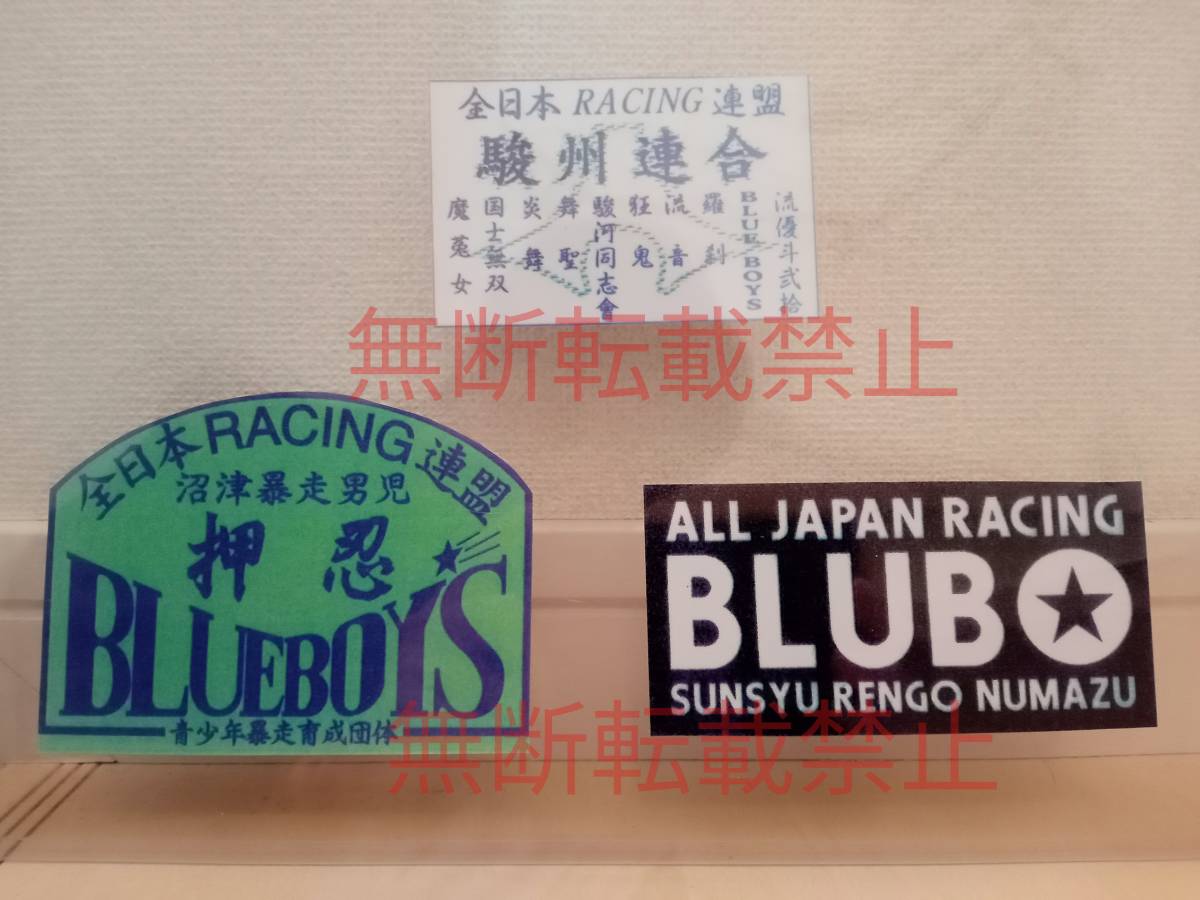 全日本 RACING 連盟
駿州連合
魔莵女
国士無双
炎舞
舞聖
駿河同志會
狂鬼
流音
羅斜
BLUE BOYS
流優斗弐拾
無断転載禁止
全日本RACING連盟
沼津暴走男児
押忍
BLUEBOY'S
青少年暴走育成団体
ALL JAPAN RACING
BLUB★
SUNSYU RENGO NUMAZU
無断転載禁止